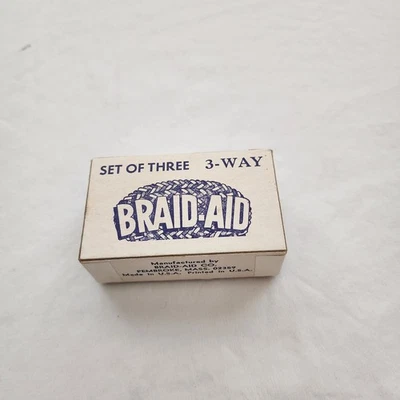 SET OF THREE 3-WAY
BRAID-AID
Manufactured by
BRAID-AID CO.
PEMBROKE, MASS. 02359
Made in U.S.A. Printed in U.S.A.